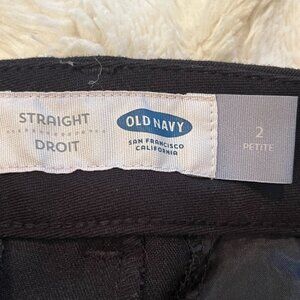 STRAIGHT
DROIT
OLD NAVY
SAN FRANCISCO
CALIFORNIA
2
PETITE